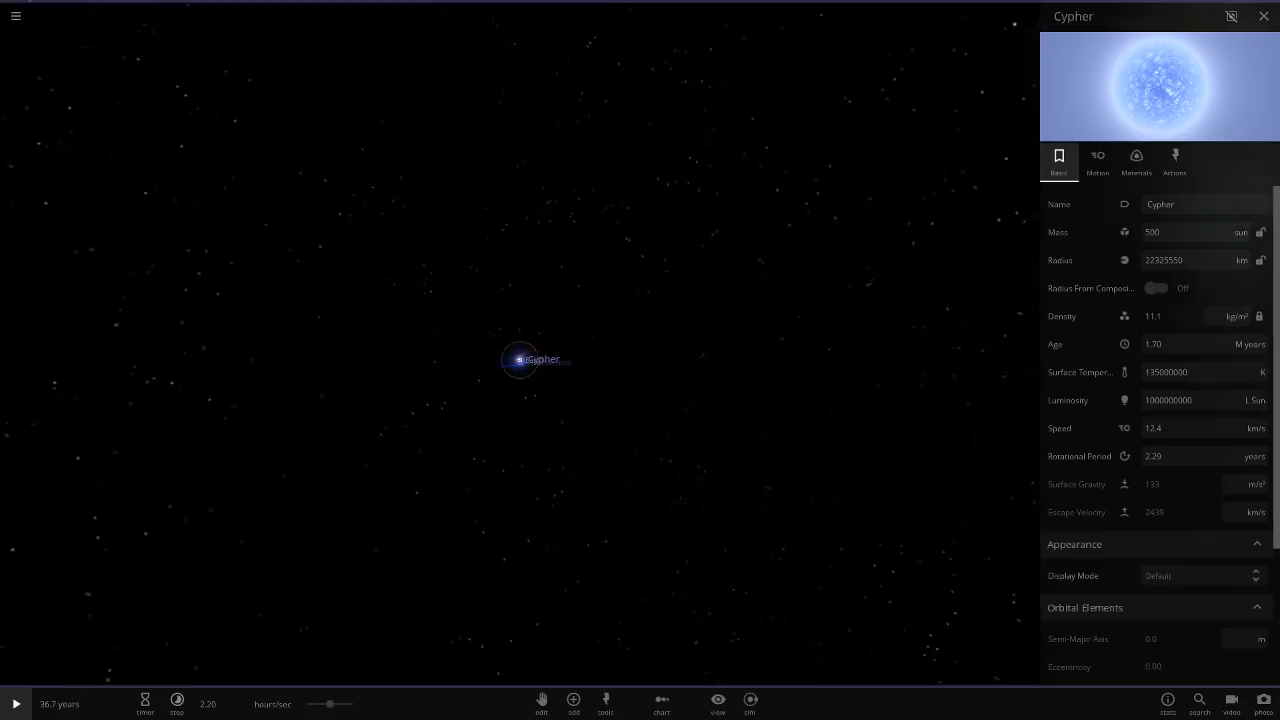 Cypher
Basic
Motion
Materials
Actions
Name Cypher
Mass 500 sun
Radius 22325550 km
Radius From Composi... Off
Density 11.1 kg/m³
Age 1.70 M years
Surface Temper... 135000000 K
Luminosity 1000000000 L Sun
Speed 12.4 km/s
Rotational Period 2.29 years
Surface Gravity 133 m/s²
Escape Velocity 2439 km/s
Appearance
Display Mode Default
Orbital Elements
Semi-Major Axis 0.0 m
Eccentricity 0.00
Cypher
36.7 years
timer
step
2.20 hours/sec
edit
add
tools
chart
view
sim
stats
search
video
photo